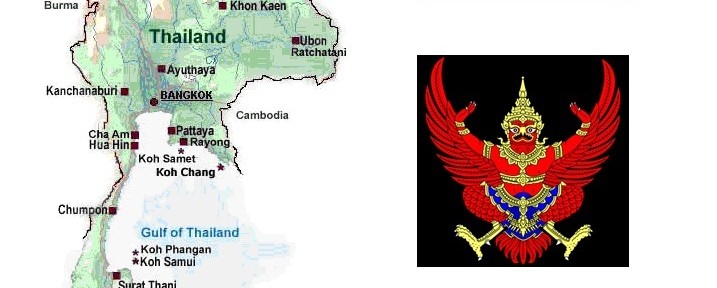 Burma
Khon Kaen
Thailand
Ubon
Ratchatani
Ayuthaya
Kanchanaburi
BANGKOK
Cambodia
Cha Am
Pattaya
Hua Hin
Rayong
Koh Samet
Koh Chang
Chumpon
Gulf of Thailand
Koh Phangan
Koh Samui
Surat Thani